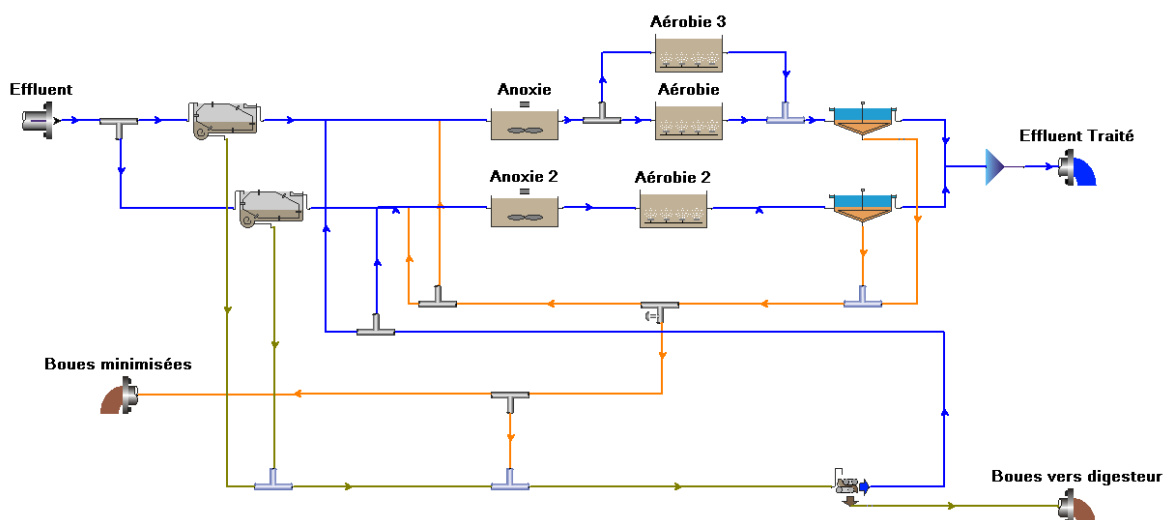 Aérobie 3
Effluent
Anoxie
Aérobie
Effluent Traité
Anoxie 2
Aérobie 2
Boues minimisées
Boues vers digesteur